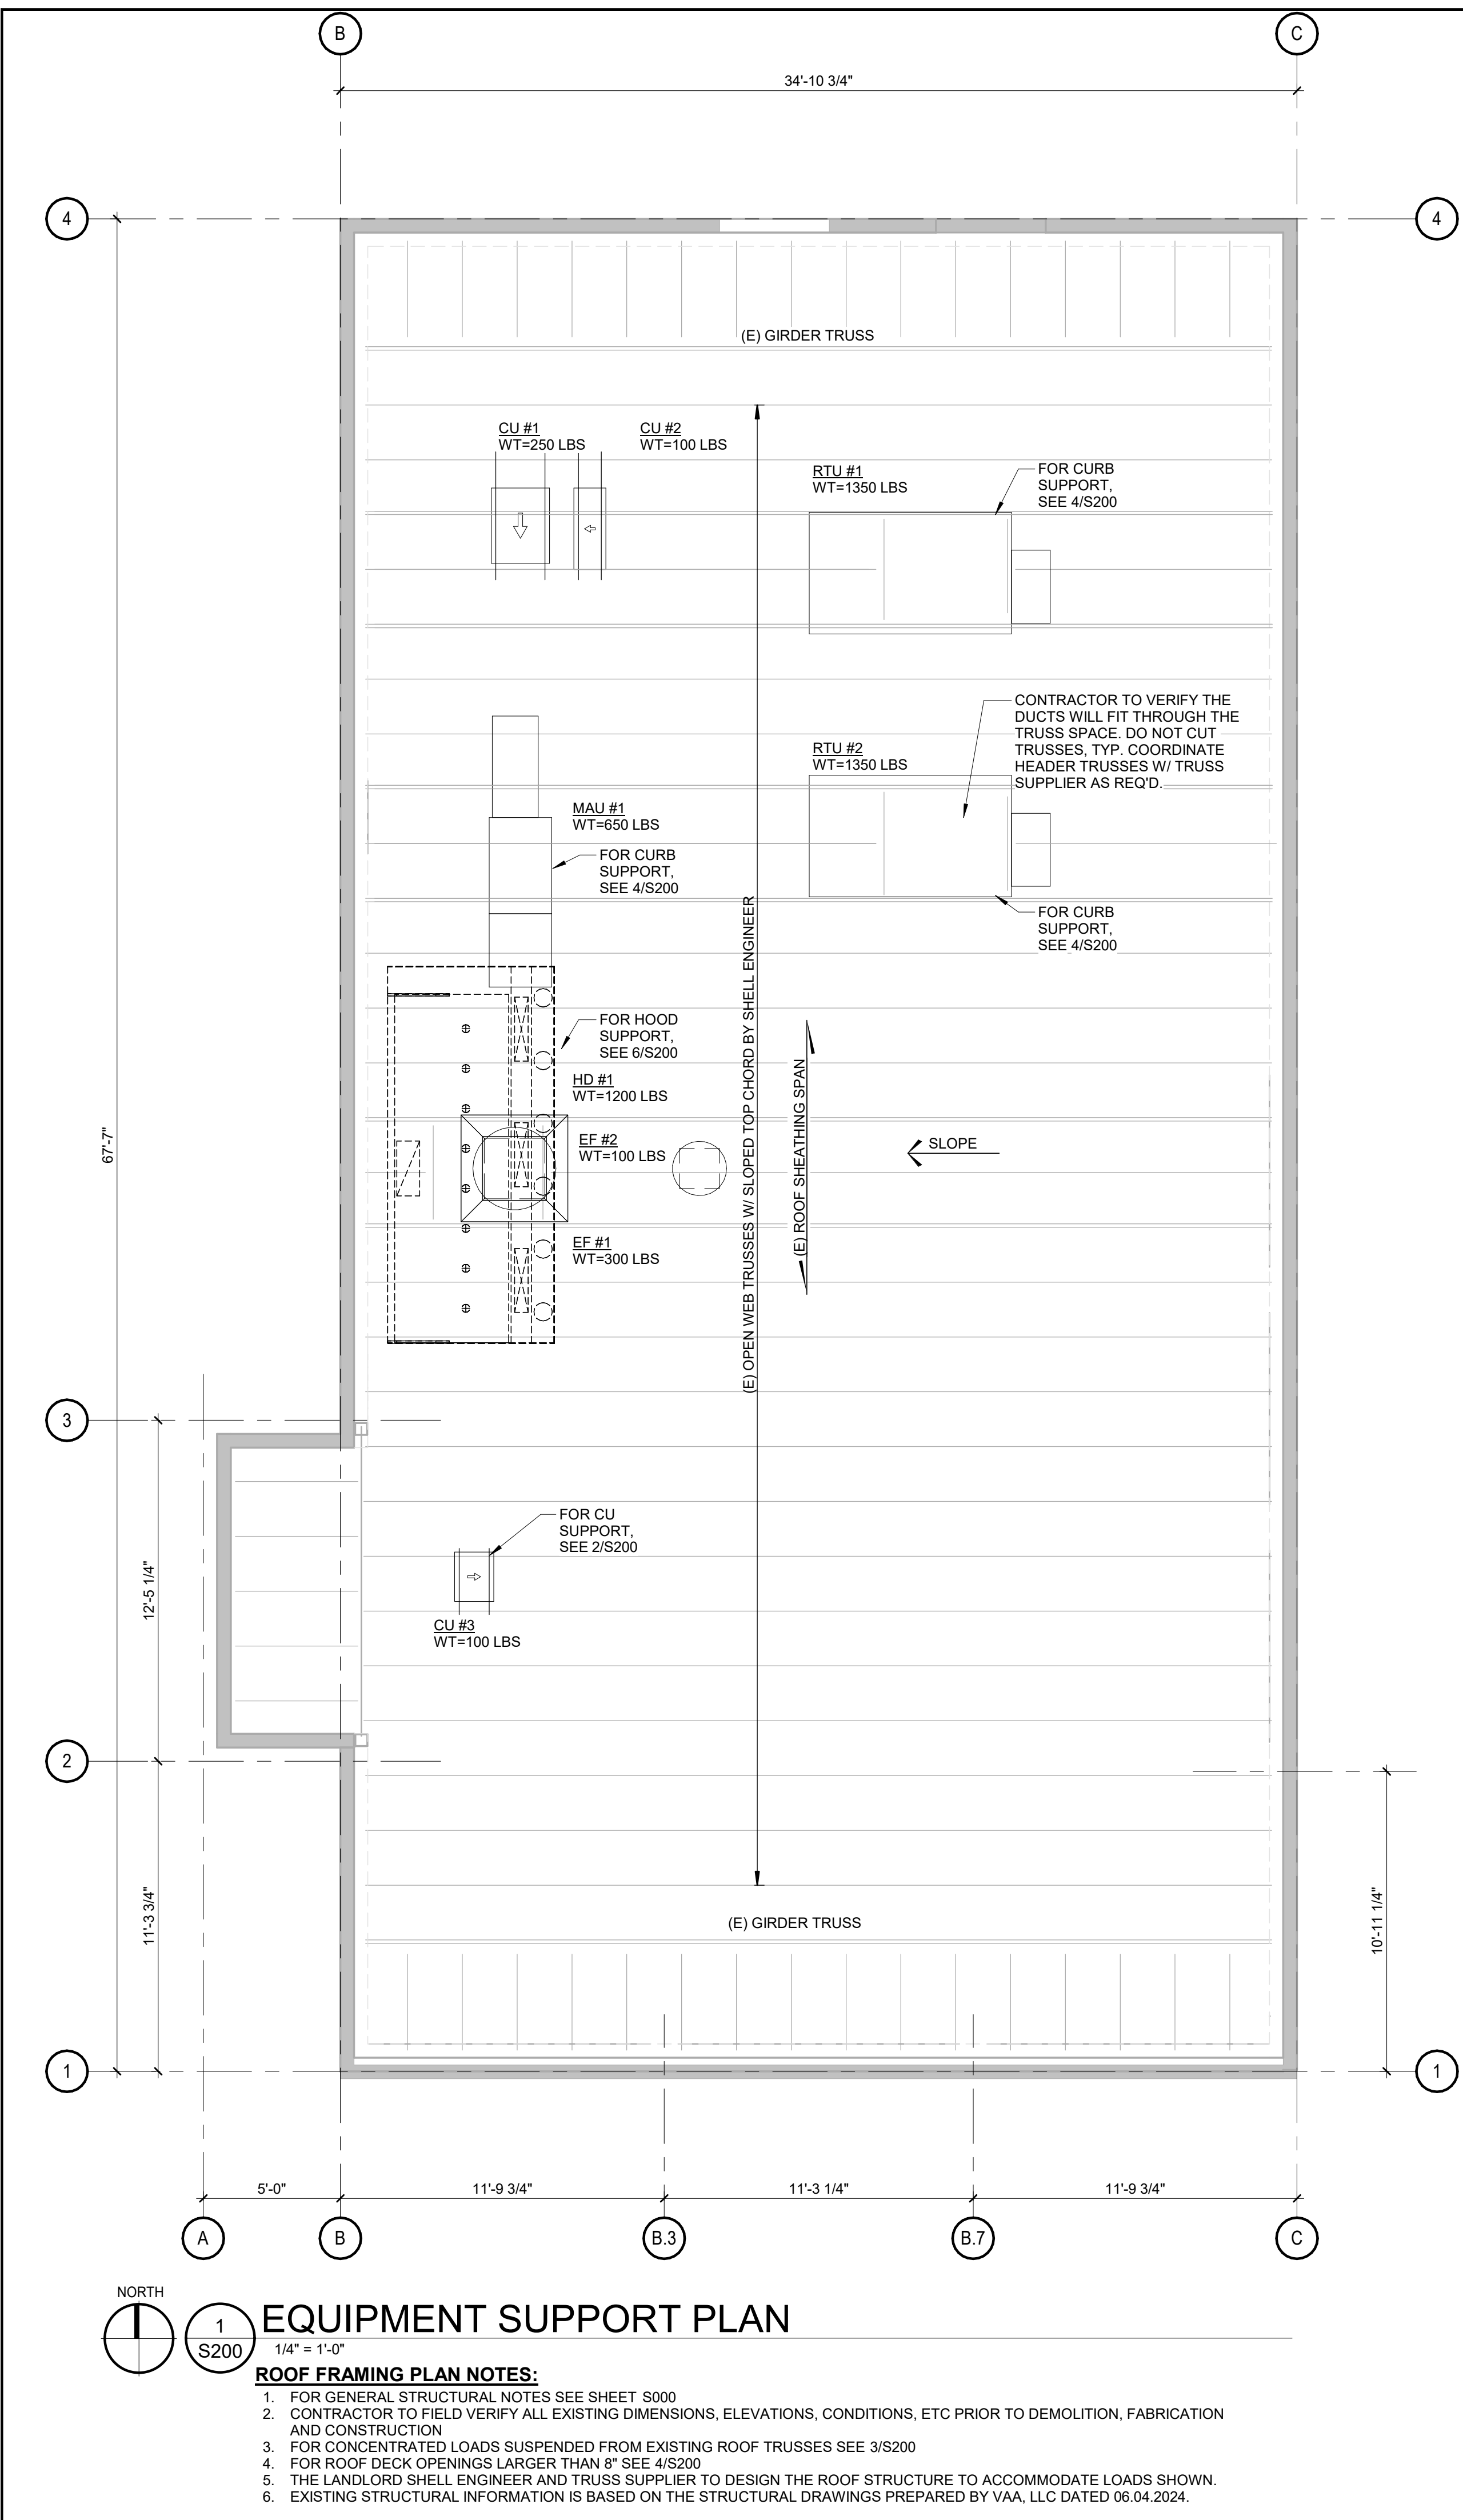 B
C
34'-10 3/4"
4
4
(E) GIRDER TRUSS
CU #1
WT=250 LBS
CU #2
WT=100 LBS
RTU #1
WT=1350 LBS
FOR CURB
SUPPORT,
SEE 4/S200
CONTRACTOR TO VERIFY THE
DUCTS WILL FIT THROUGH THE
TRUSS SPACE. DO NOT CUT
TRUSSES, TYP. COORDINATE
HEADER TRUSSES W/ TRUSS
SUPPLIER AS REQ'D.
RTU #2
WT=1350 LBS
MAU #1
WT=650 LBS
FOR CURB
SUPPORT,
SEE 4/S200
FOR CURB
SUPPORT,
SEE 4/S200
(E) OPEN WEB TRUSSES W/ SLOPED TOP CHORD BY SHELL ENGINEER
FOR HOOD
SUPPORT,
SEE 6/S200
HD #1
WT=1200 LBS
(E) ROOF SHEATHING SPAN
EF #2
WT=100 LBS
SLOPE
67'-7"
EF #1
WT=300 LBS
3
FOR CU
SUPPORT,
SEE 2/S200
12'-5 1/4"
CU #3
WT=100 LBS
2
11'-3 3/4"
(E) GIRDER TRUSS
10'-11 1/4"
1
1
5'-0"
11'-9 3/4"
11'-3 1/4"
11'-9 3/4"
A
B
B.3
B.7
C
NORTH
1
S200
EQUIPMENT SUPPORT PLAN
1/4" = 1'-0"
ROOF FRAMING PLAN NOTES:
1. FOR GENERAL STRUCTURAL NOTES SEE SHEET S000
2. CONTRACTOR TO FIELD VERIFY ALL EXISTING DIMENSIONS, ELEVATIONS, CONDITIONS, ETC PRIOR TO DEMOLITION, FABRICATION
AND CONSTRUCTION
3. FOR CONCENTRATED LOADS SUSPENDED FROM EXISTING ROOF TRUSSES SEE 3/S200
4. FOR ROOF DECK OPENINGS LARGER THAN 8" SEE 4/S200
5. THE LANDLORD SHELL ENGINEER AND TRUSS SUPPLIER TO DESIGN THE ROOF STRUCTURE TO ACCOMMODATE LOADS SHOWN.
6. EXISTING STRUCTURAL INFORMATION IS BASED ON THE STRUCTURAL DRAWINGS PREPARED BY VAA, LLC DATED 06.04.2024.